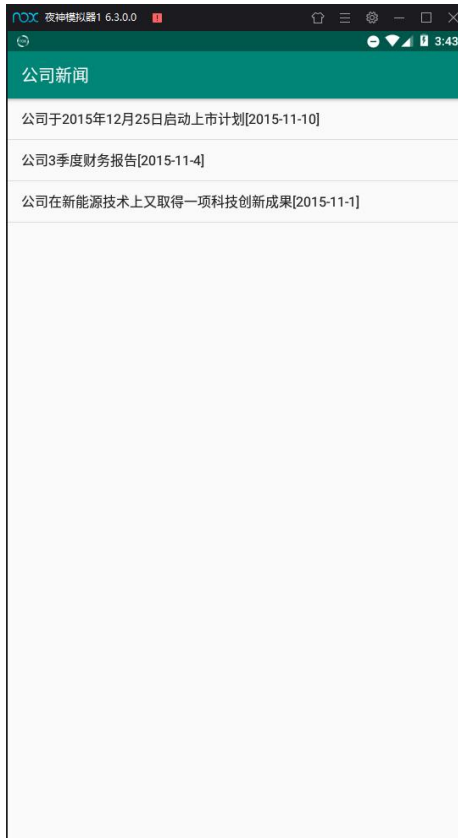 nox 夜神模拟器1 6.3.0.0
3:43
公司新闻
公司于2015年12月25日启动上市计划[2015-11-10]
公司3季度财务报告[2015-11-4]
公司在新能源技术上又取得一项科技创新成果[2015-11-1]